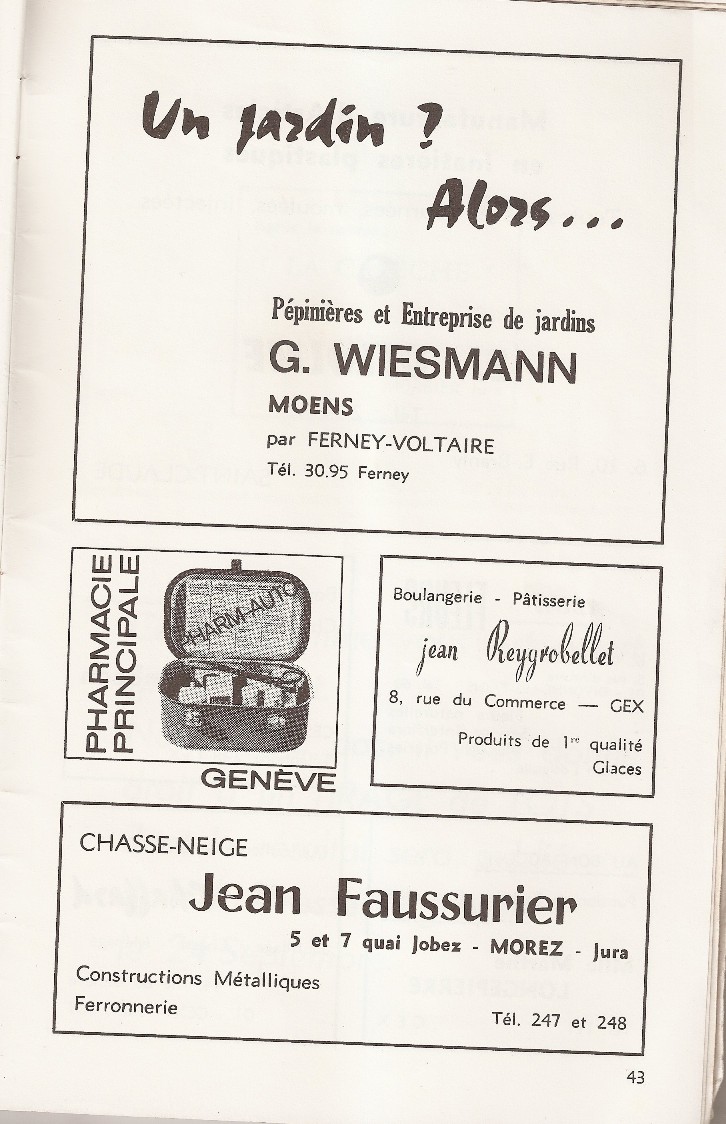 Un jardin ?
Alors...
Pépinières et Entreprise de jardins
G. WIESMANN
MOENS
par FERNEY-VOLTAIRE
Tél. 30.95 Ferney
PHARMACIE
PRINCIPALE
PHARM-AUTO
GENÈVE
Boulangerie - Pâtisserie
jean Reygrobellet
8, rue du Commerce — GEX
Produits de 1re qualité
Glaces
CHASSE-NEIGE
Jean Faussurier
5 et 7 quai Jobez - MOREZ - Jura
Constructions Métalliques
Ferronnerie
Tél. 247 et 248
43